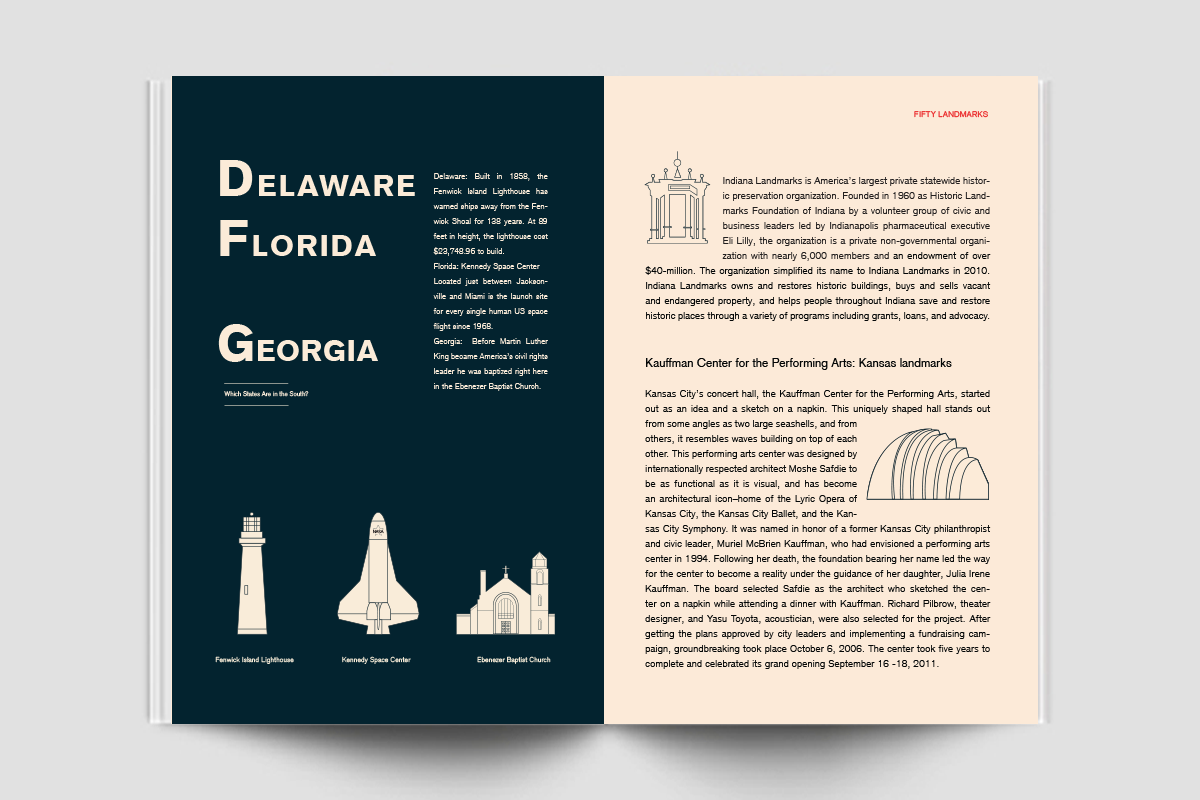 DELAWARE
FLORIDA
GEORGIA
Which States Are in the South?
Delaware: Built in 1858, the
Fenwick Island Lighthouse has
warned ships away from the Fen-
wick Shoal for 138 years. At 89
feet in height, the lighthouse cost
$23,748.96 to build.
Florida: Kennedy Space Center
Located just between Jackson-
ville and Miami is the launch site
for every single human US space
flight since 1968.
Georgia: Before Martin Luther
King became America's civil rights
leader he was baptized right here
in the Ebenezer Baptist Church.
NASA
Fenwick Island Lighthouse
Kennedy Space Center
Ebenezer Baptist Church
FIFTY LANDMARKS
Indiana Landmarks is America's largest private statewide histor-
ic preservation organization. Founded in 1960 as Historic Land-
marks Foundation of Indiana by a volunteer group of civic and
business leaders led by Indianapolis pharmaceutical executive
Eli Lilly, the organization is a private non-governmental organi-
zation with nearly 6,000 members and an endowment of over
$40-million. The organization simplified its name to Indiana Landmarks in 2010.
Indiana Landmarks owns and restores historic buildings, buys and sells vacant
and endangered property, and helps people throughout Indiana save and restore
historic places through a variety of programs including grants, loans, and advocacy.
Kauffman Center for the Performing Arts: Kansas landmarks
Kansas City's concert hall, the Kauffman Center for the Performing Arts, started
out as an idea and a sketch on a napkin. This uniquely shaped hall stands out
from some angles as two large seashells, and from
others, it resembles waves building on top of each
other. This performing arts center was designed by
internationally respected architect Moshe Safdie to
be as functional as it is visual, and has become
an architectural icon–home of the Lyric Opera of
Kansas City, the Kansas City Ballet, and the Kan-
sas City Symphony. It was named in honor of a former Kansas City philanthropist
and civic leader, Muriel McBrien Kauffman, who had envisioned a performing arts
center in 1994. Following her death, the foundation bearing her name led the way
for the center to become a reality under the guidance of her daughter, Julia Irene
Kauffman. The board selected Safdie as the architect who sketched the cen-
ter on a napkin while attending a dinner with Kauffman. Richard Pilbrow, theater
designer, and Yasu Toyota, acoustician, were also selected for the project. After
getting the plans approved by city leaders and implementing a fundraising cam-
paign, groundbreaking took place October 6, 2006. The center took five years to
complete and celebrated its grand opening September 16 -18, 2011.